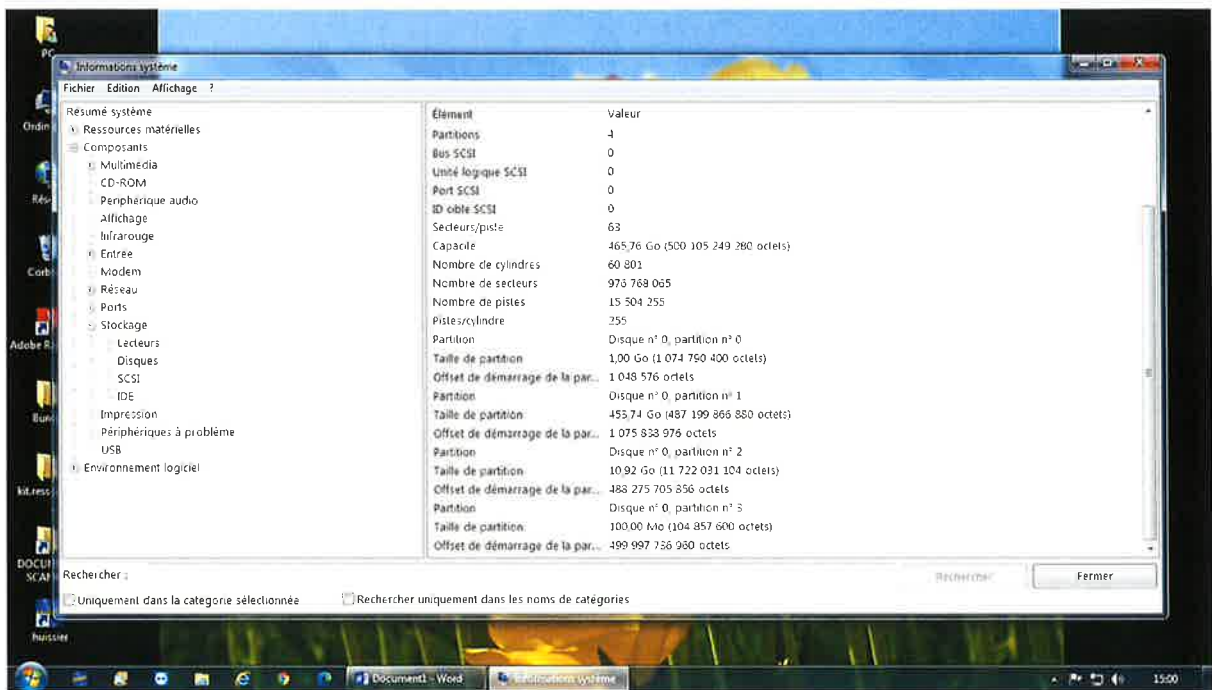 PC
Informations système
Fichier Edition Affichage ?
Résumé système
Ressources matérielles
Composants
Multimédia
CD-ROM
Périphérique audio
Affichage
Infrarouge
Entrée
Modem
Réseau
Ports
Stockage
Lecteurs
Disques
SCSI
IDE
Impression
Périphériques à problème
USB
Environnement logiciel
Élément Valeur
Partitions 4
Bus SCSI 0
Unité logique SCSI 0
Port SCSI 0
ID cible SCSI 0
Secteurs/piste 63
Capacité 465,76 Go (500 105 249 280 octets)
Nombre de cylindres 60 801
Nombre de secteurs 976 768 065
Nombre de pistes 15 504 255
Pistes/cylindre 255
Partition Disque n° 0, partition n° 0
Taille de partition 1,00 Go (1 074 790 400 octets)
Offset de démarrage de la par... 1 048 576 octets
Partition Disque n° 0, partition n° 1
Taille de partition 453,74 Go (487 199 866 880 octets)
Offset de démarrage de la par... 1 075 838 976 octets
Partition Disque n° 0, partition n° 2
Taille de partition 10,92 Go (11 722 031 104 octets)
Offset de démarrage de la par... 488 275 705 856 octets
Partition Disque n° 0, partition n° 3
Taille de partition 100,00 Mo (104 857 600 octets)
Offset de démarrage de la par... 499 997 736 960 octets
Rechercher :
Rechercher
Fermer
Uniquement dans la catégorie sélectionnée
Rechercher uniquement dans les noms de catégories
Ordin
Rés
Corb
Adobe R
Bur
kit.ress
DOCU
SCAN
huissier
Document1 - Word
Informations système
15:00